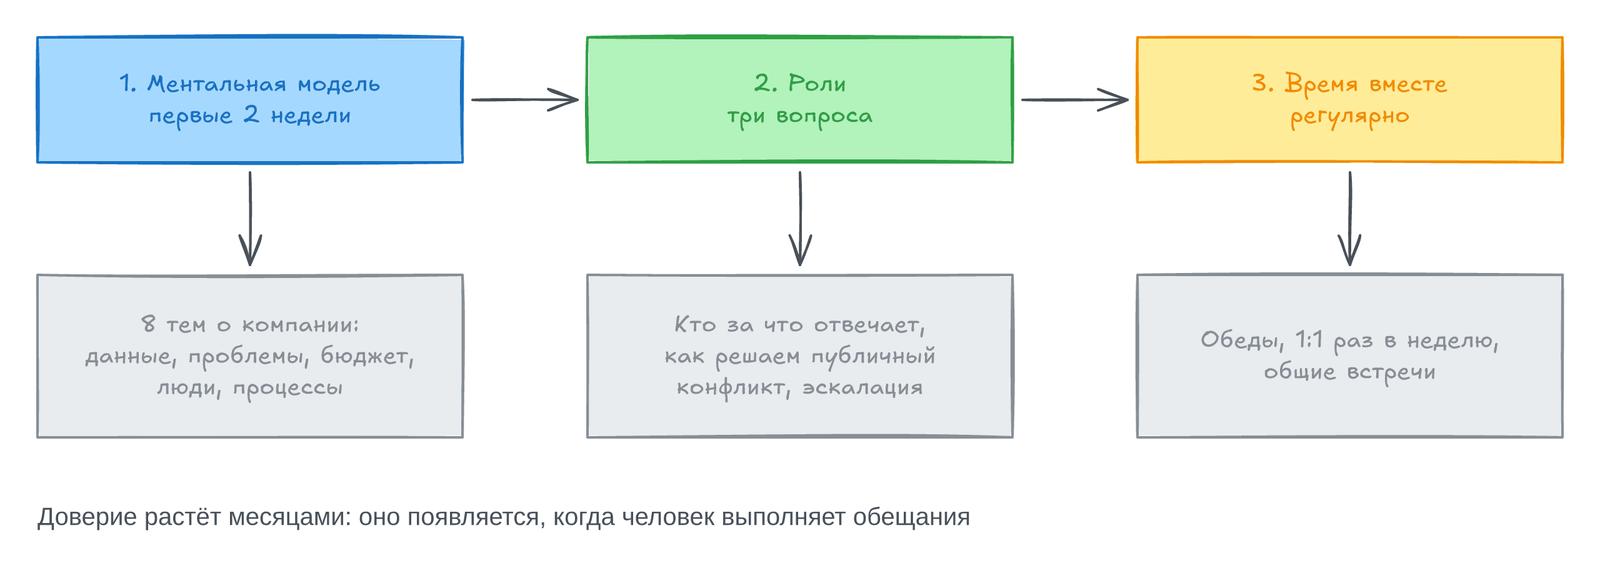 1. Ментальная модель
первые 2 недели
2. Роли
три вопроса
3. Время вместе
регулярно
8 тем о компании:
данные, проблемы, бюджет,
люди, процессы
Кто за что отвечает,
как решаем публичный
конфликт, эскалация
Обеды, 1:1 раз в неделю,
общие встречи
Доверие растёт месяцами: оно появляется, когда человек выполняет обещания